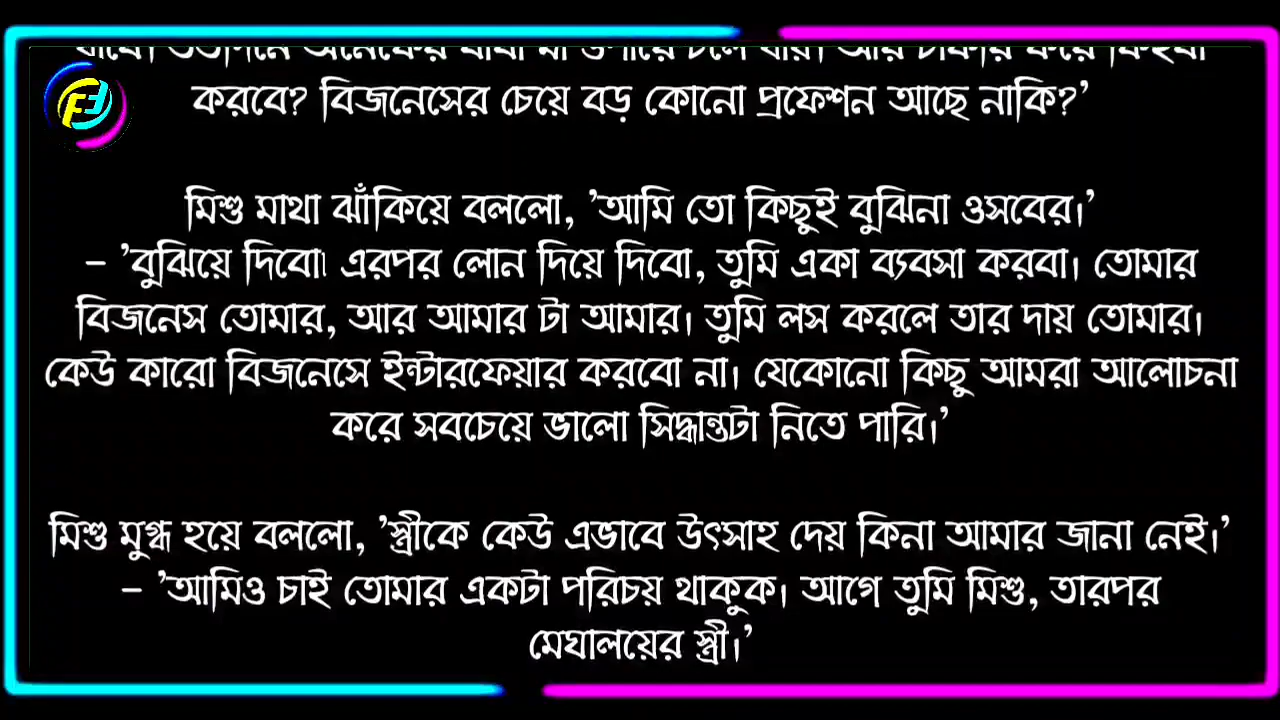 করবে? বিজনেসের চেয়ে বড় কোনো প্রফেশন আছে নাকি?’
মিশু মাথা ঝাঁকিয়ে বললো, ’আমি তো কিছুই বুঝিনা ওসবের।’
– ’বুঝিয়ে দিবো। এরপর লোন দিয়ে দিবো, তুমি একা ব্যবসা করবা। তোমার
বিজনেস তোমার, আর আমার টা আমার। তুমি লস করলে তার দায় তোমার।
কেউ কারো বিজনেসে ইন্টারফেয়ার করবো না। যেকোনো কিছু আমরা আলোচনা
করে সবচেয়ে ভালো সিদ্ধান্তটা নিতে পারি।’
মিশু মুগ্ধ হয়ে বললো, ’স্ত্রীকে কেউ এভাবে উৎসাহ দেয় কিনা আমার জানা নেই।’
– ’আমিও চাই তোমার একটা পরিচয় থাকুক। আগে তুমি মিশু, তারপর
মেঘালয়ের স্ত্রী।’